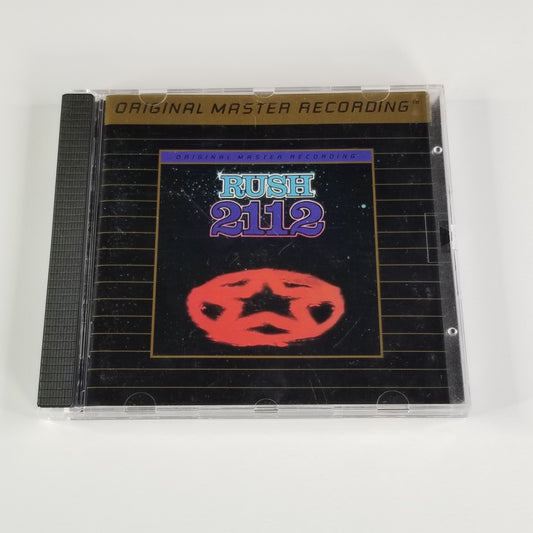 ORIGINAL MASTER RECORDING™
ORIGINAL MASTER RECORDING
RUSH
2112